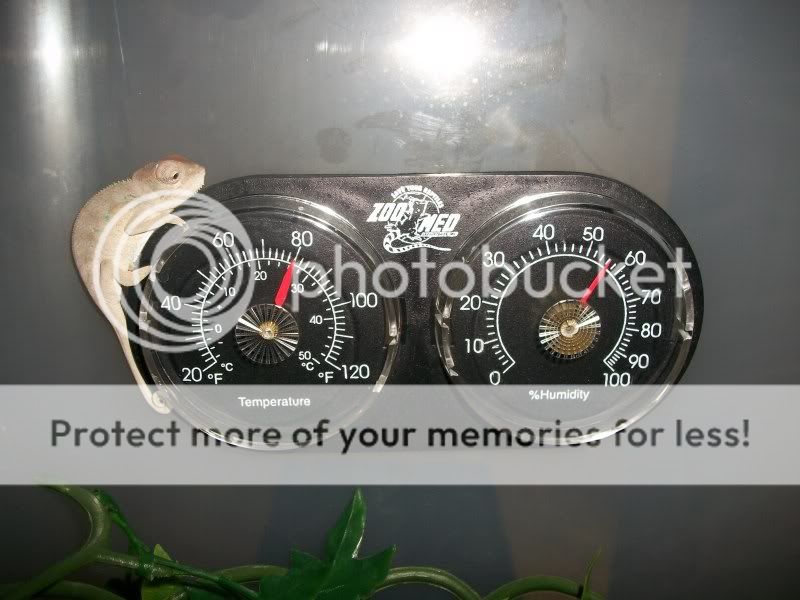 ZOO MED
60 80
40 100
20 °F °F 120
0 10 20 30 40 50
°C °C
Temperature
0 10 20 30 40 50 60 70 80 90 100
%Humidity
photobucket
Protect more of your memories for less!